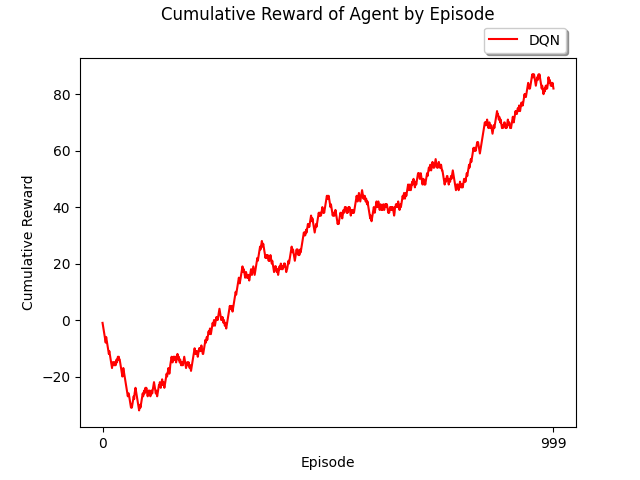 Cumulative Reward of Agent by Episode
DQN
80
60
40
20
0
−20
Cumulative Reward
0
999
Episode